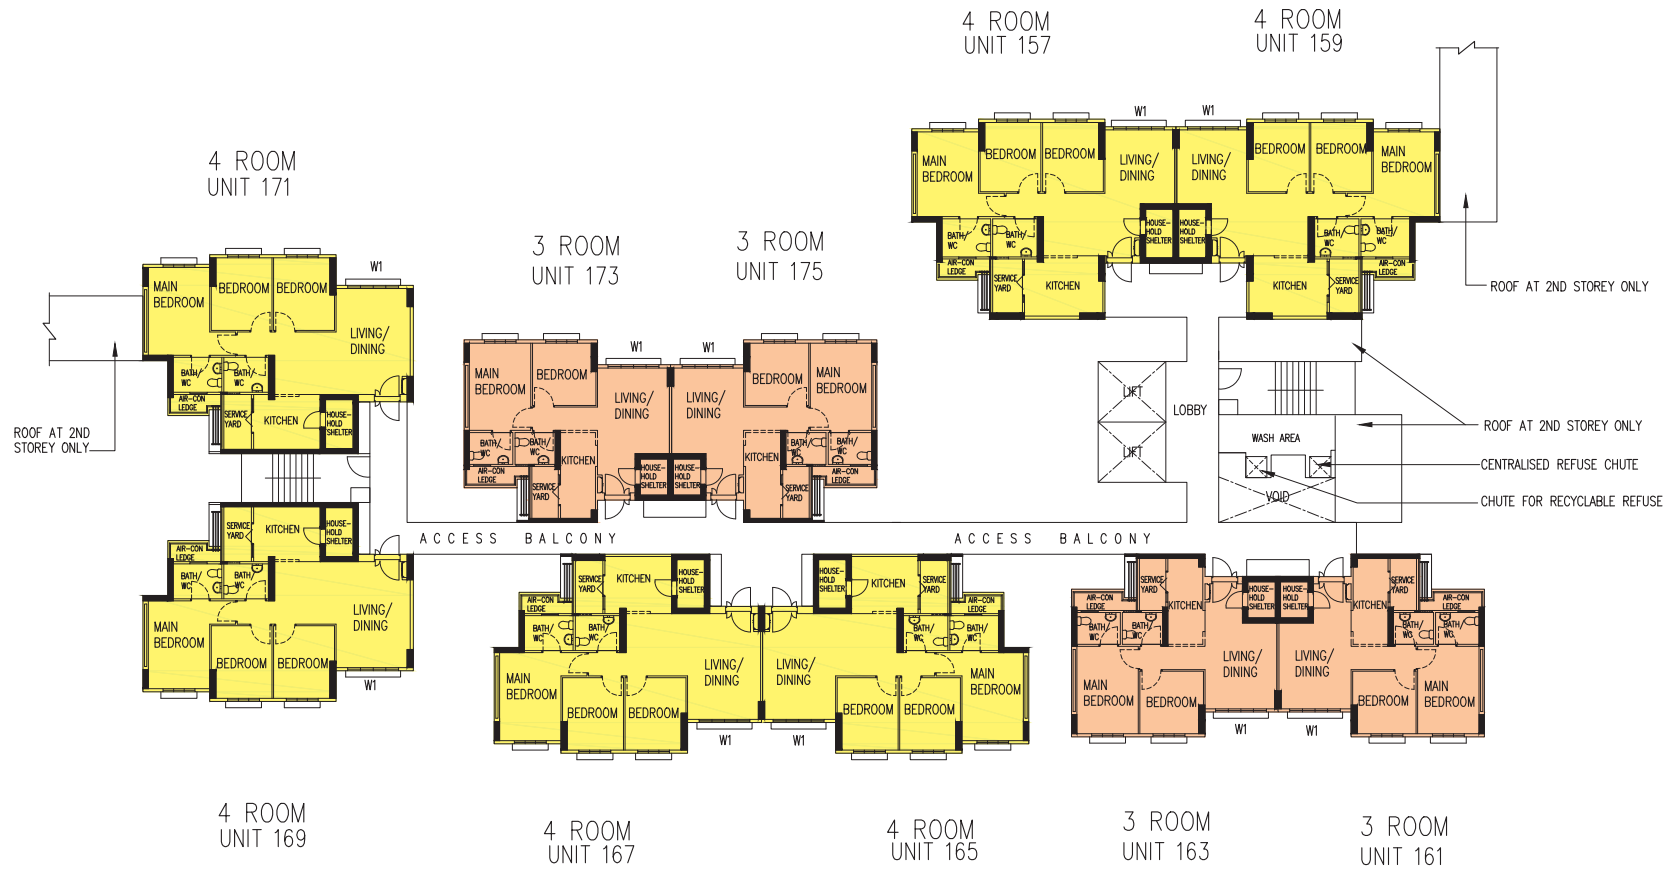 4 ROOM
UNIT 157
4 ROOM
UNIT 159
W1
W1
MAIN
BEDROOM
BEDROOM
BEDROOM
LIVING/
DINING
LIVING/
DINING
BEDROOM
BEDROOM
MAIN
BEDROOM
BATH/
WC
BATH/
WC
HOUSE-
HOLD
SHELTER
HOUSE-
HOLD
SHELTER
BATH/
WC
BATH/
WC
AIR-CON
LEDGE
SERVICE
YARD
KITCHEN
KITCHEN
SERVICE
YARD
AIR-CON
LEDGE
ROOF AT 2ND STOREY ONLY
4 ROOM
UNIT 171
W1
MAIN
BEDROOM
BEDROOM
BEDROOM
LIVING/
DINING
BATH/
WC
BATH/
WC
AIR-CON
LEDGE
SERVICE
YARD
KITCHEN
HOUSE-
HOLD
SHELTER
ROOF AT 2ND
STOREY ONLY
3 ROOM
UNIT 173
3 ROOM
UNIT 175
W1
W1
MAIN
BEDROOM
BEDROOM
LIVING/
DINING
LIVING/
DINING
BEDROOM
MAIN
BEDROOM
BATH/
WC
BATH/
WC
KITCHEN
HOUSE-
HOLD
SHELTER
HOUSE-
HOLD
SHELTER
KITCHEN
BATH/
WC
BATH/
WC
AIR-CON
LEDGE
SERVICE
YARD
SERVICE
YARD
AIR-CON
LEDGE
LIFT
LIFT
LOBBY
WASH AREA
VOID
ROOF AT 2ND STOREY ONLY
CENTRALISED REFUSE CHUTE
CHUTE FOR RECYCLABLE REFUSE
ACCESS BALCONY
ACCESS BALCONY
SERVICE
YARD
KITCHEN
HOUSE-
HOLD
SHELTER
AIR-CON
LEDGE
BATH/
WC
BATH/
WC
MAIN
BEDROOM
BEDROOM
BEDROOM
LIVING/
DINING
W1
4 ROOM
UNIT 169
SERVICE
YARD
KITCHEN
HOUSE-
HOLD
SHELTER
AIR-CON
LEDGE
BATH/
WC
BATH/
WC
MAIN
BEDROOM
BEDROOM
BEDROOM
LIVING/
DINING
W1
4 ROOM
UNIT 167
HOUSE-
HOLD
SHELTER
KITCHEN
SERVICE
YARD
AIR-CON
LEDGE
BATH/
WC
BATH/
WC
LIVING/
DINING
BEDROOM
BEDROOM
MAIN
BEDROOM
W1
4 ROOM
UNIT 165
SERVICE
YARD
KITCHEN
HOUSE-
HOLD
SHELTER
AIR-CON
LEDGE
BATH/
WC
BATH/
WC
MAIN
BEDROOM
BEDROOM
LIVING/
DINING
W1
3 ROOM
UNIT 163
HOUSE-
HOLD
SHELTER
KITCHEN
SERVICE
YARD
AIR-CON
LEDGE
BATH/
WC
BATH/
WC
LIVING/
DINING
BEDROOM
MAIN
BEDROOM
W1
3 ROOM
UNIT 161